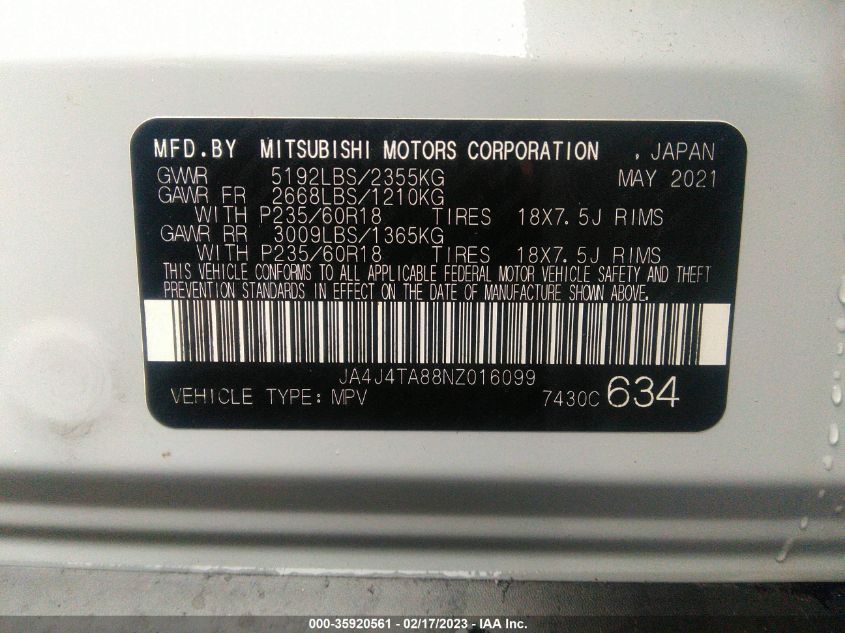 MFD.BY MITSUBISHI MOTORS CORPORATION , JAPAN
GVWR 5192LBS/2355KG MAY 2021
GAWR FR 2668LBS/1210KG
WITH P235/60R18 TIRES 18X7.5J RIMS
GAWR RR 3009LBS/1365KG
WITH P235/60R18 TIRES 18X7.5J RIMS
THIS VEHICLE CONFORMS TO ALL APPLICABLE FEDERAL MOTOR VEHICLE SAFETY AND THEFT
PREVENTION STANDARDS IN EFFECT ON THE DATE OF MANUFACTURE SHOWN ABOVE.
JA4J4TA88NZ016099
VEHICLE TYPE: MPV 7430C 634
000-35920561 - 02/17/2023 - IAA Inc.